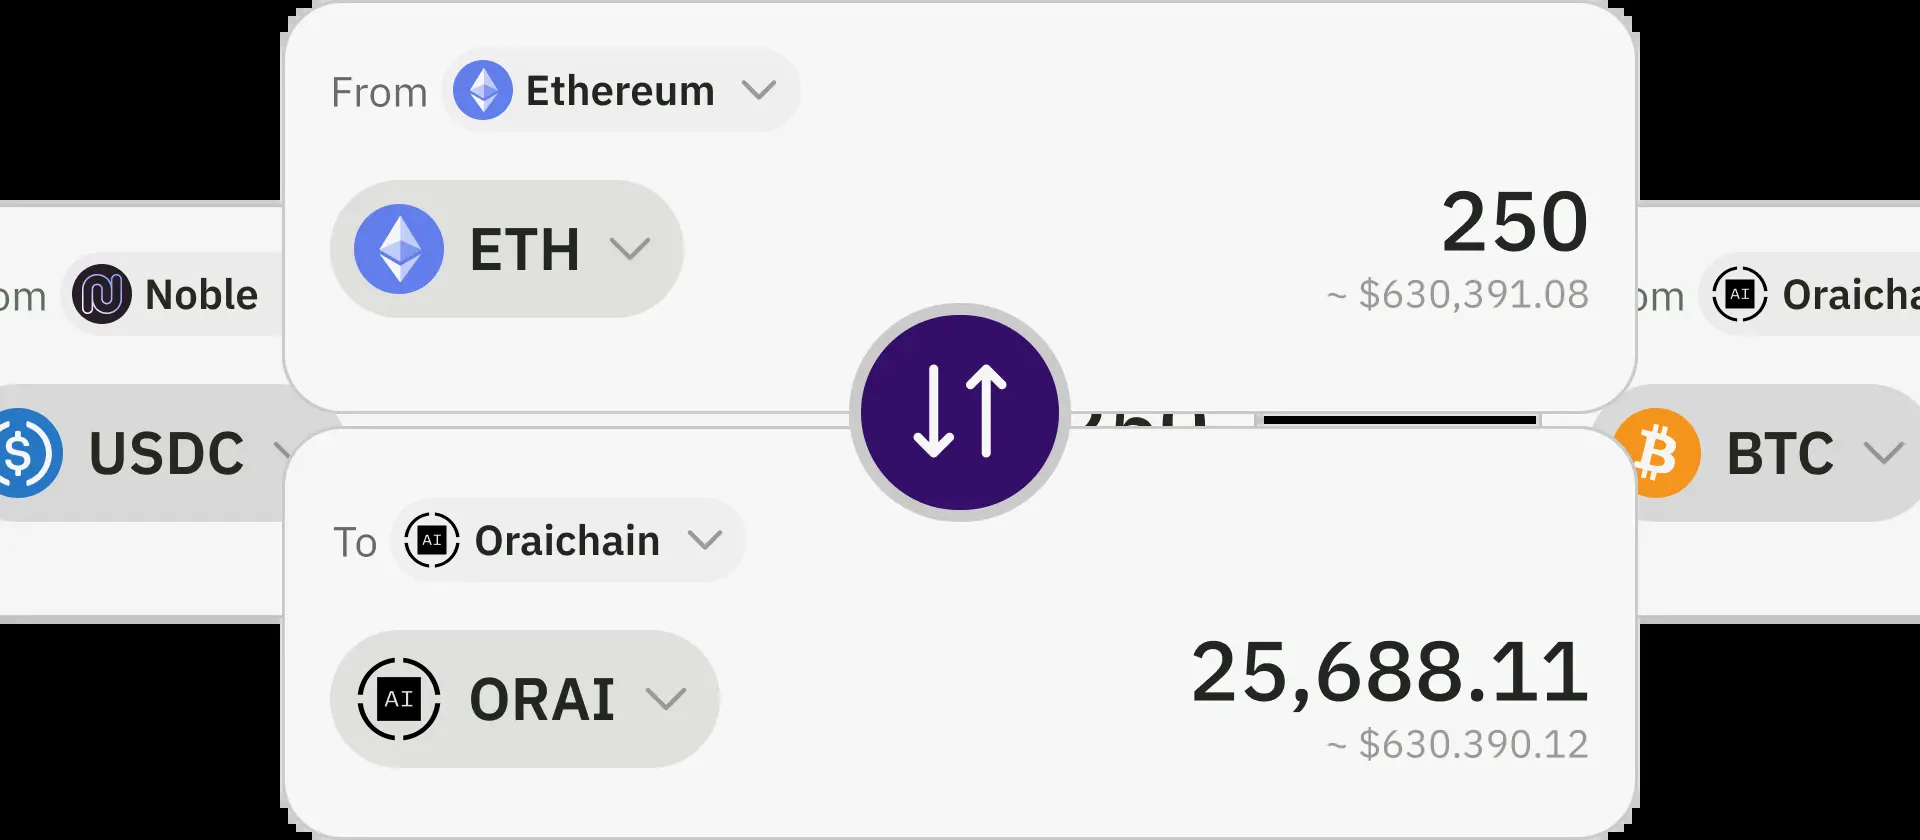 From Ethereum
ETH
250
~ $630,391.08
om Noble
USDC
om Oraicha
BTC
To AI Oraichain
AI ORAI
25,688.11
~ $630.390.12